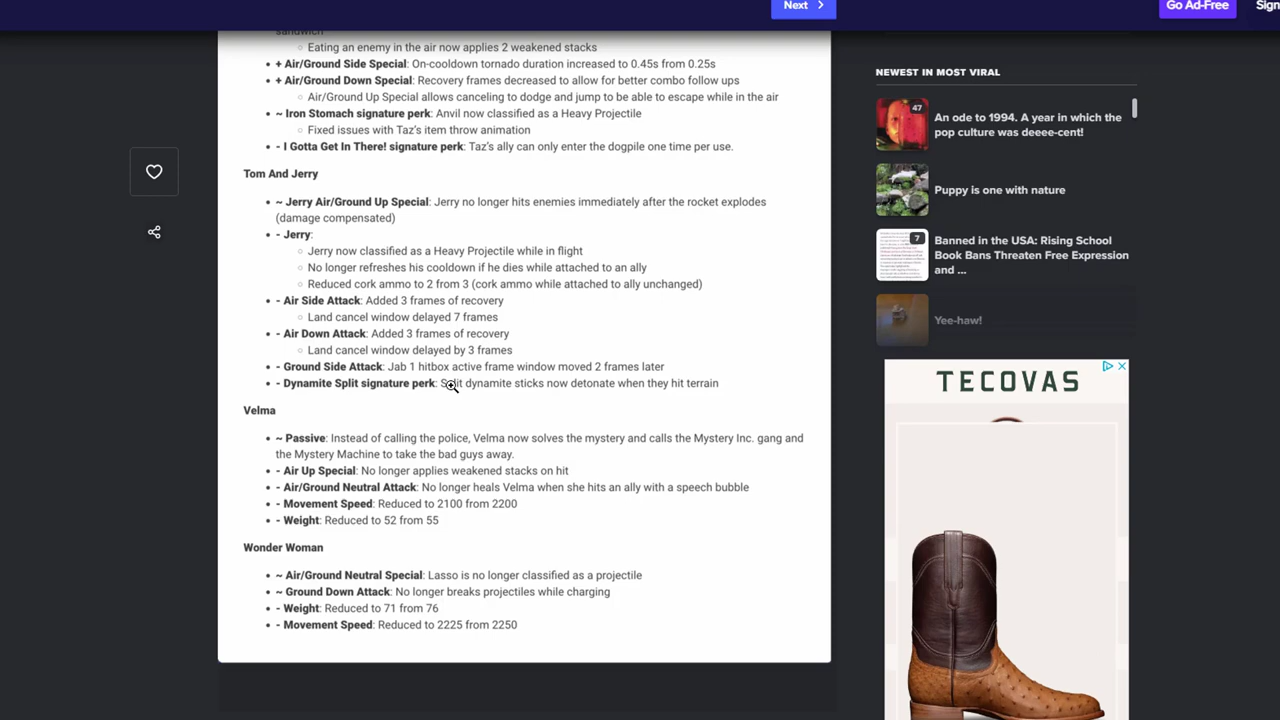 Next
Go Ad-Free
Sign
sandwich
Eating an enemy in the air now applies 2 weakened stacks
+ Air/Ground Side Special: On-cooldown tornado duration increased to 0.45s from 0.25s
+ Air/Ground Down Special: Recovery frames decreased to allow for better combo follow ups
Air/Ground Up Special allows canceling to dodge and jump to be able to escape while in the air
~ Iron Stomach signature perk: Anvil now classified as a Heavy Projectile
Fixed issues with Taz's item throw animation
- I Gotta Get In There! signature perk: Taz's ally can only enter the dogpile one time per use.
Tom And Jerry
~ Jerry Air/Ground Up Special: Jerry no longer hits enemies immediately after the rocket explodes
(damage compensated)
- Jerry:
Jerry now classified as a Heavy Projectile while in flight
No longer refreshes his cooldown if he dies while attached to an ally
Reduced cork ammo to 2 from 3 (cork ammo while attached to ally unchanged)
- Air Side Attack: Added 3 frames of recovery
Land cancel window delayed 7 frames
- Air Down Attack: Added 3 frames of recovery
Land cancel window delayed by 3 frames
- Ground Side Attack: Jab 1 hitbox active frame window moved 2 frames later
- Dynamite Split signature perk: Split dynamite sticks now detonate when they hit terrain
Velma
~ Passive: Instead of calling the police, Velma now solves the mystery and calls the Mystery Inc. gang and
the Mystery Machine to take the bad guys away.
- Air Up Special: No longer applies weakened stacks on hit
- Air/Ground Neutral Attack: No longer heals Velma when she hits an ally with a speech bubble
- Movement Speed: Reduced to 2100 from 2200
- Weight: Reduced to 52 from 55
Wonder Woman
~ Air/Ground Neutral Special: Lasso is no longer classified as a projectile
~ Ground Down Attack: No longer breaks projectiles while charging
- Weight: Reduced to 71 from 76
- Movement Speed: Reduced to 2225 from 2250
NEWEST IN MOST VIRAL
47
An ode to 1994. A year in which the
pop culture was deeee-cent!
Puppy is one with nature
7
Banned in the USA: Rising School
Book Bans Threaten Free Expression
and ...
Yee-haw!
TECOVAS